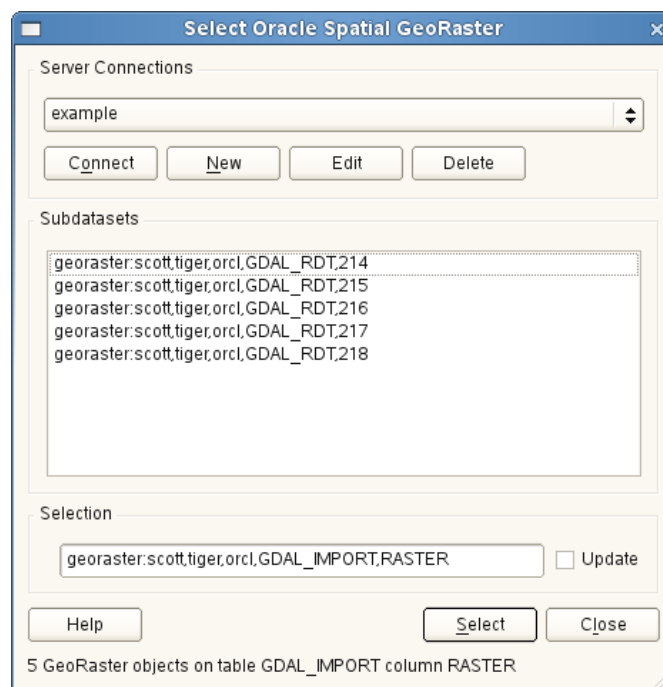 Select Oracle Spatial GeoRaster
Server Connections
example
Connect New Edit Delete
Subdatasets
georaster:scott,tiger,orcl,GDAL_RDT,214
georaster:scott,tiger,orcl,GDAL_RDT,215
georaster:scott,tiger,orcl,GDAL_RDT,216
georaster:scott,tiger,orcl,GDAL_RDT,217
georaster:scott,tiger,orcl,GDAL_RDT,218
Selection
georaster:scott,tiger,orcl,GDAL_IMPORT,RASTER Update
Help Select Close
5 GeoRaster objects on table GDAL_IMPORT column RASTER